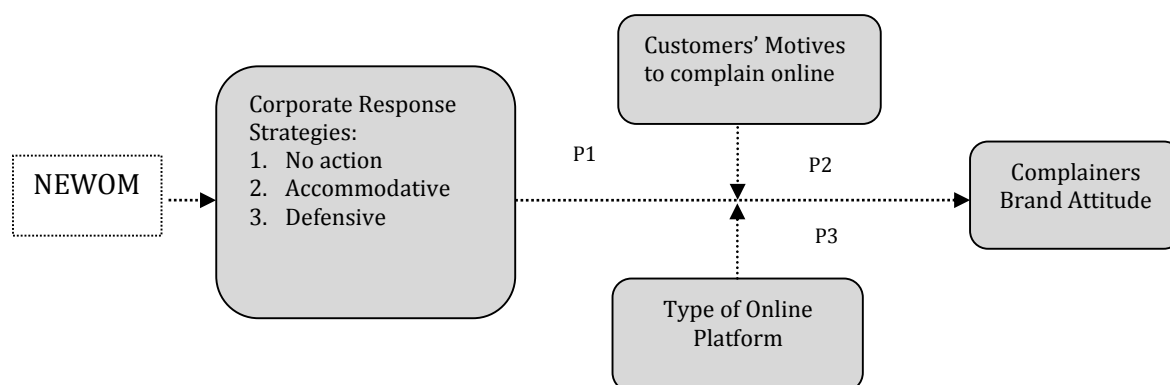 Customers’ Motives
to complain online
Corporate Response
Strategies:
1. No action
2. Accommodative
3. Defensive
NEWOM
P1
P2
Complainers
Brand Attitude
P3
Type of Online
Platform